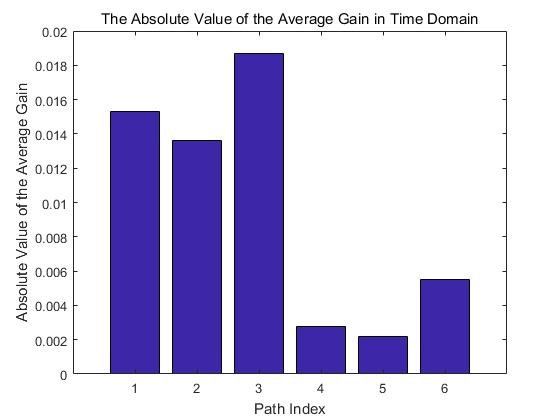 The Absolute Value of the Average Gain in Time Domain
Absolute Value of the Average Gain
0.02
0.018
0.016
0.014
0.012
0.01
0.008
0.006
0.004
0.002
0
1 2 3 4 5 6
Path Index